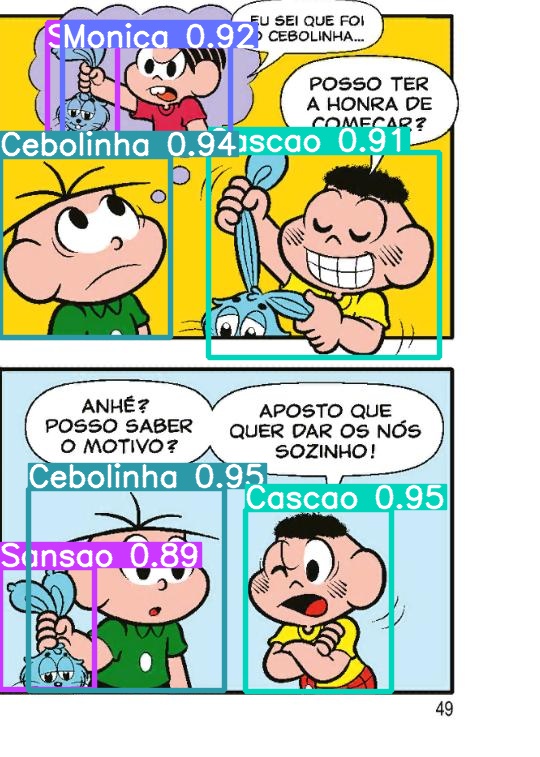 Monica 0.92
EU SEI QUE FOI
CEBOLINHA...
POSSO TER
A HONRA DE
COMEÇAR?
Cebolinha 0.94
ascao 0.91
ANHÉ?
POSSO SABER
O MOTIVO?
APOSTO QUE
QUER DAR OS NÓS
SOZINHO!
Cebolinha 0.95
Cascao 0.95
Sansao 0.89
49